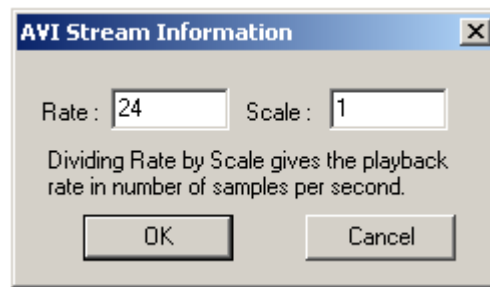 AVI Stream Information
Rate : 24 Scale : 1
Dividing Rate by Scale gives the playback
rate in number of samples per second.
OK Cancel